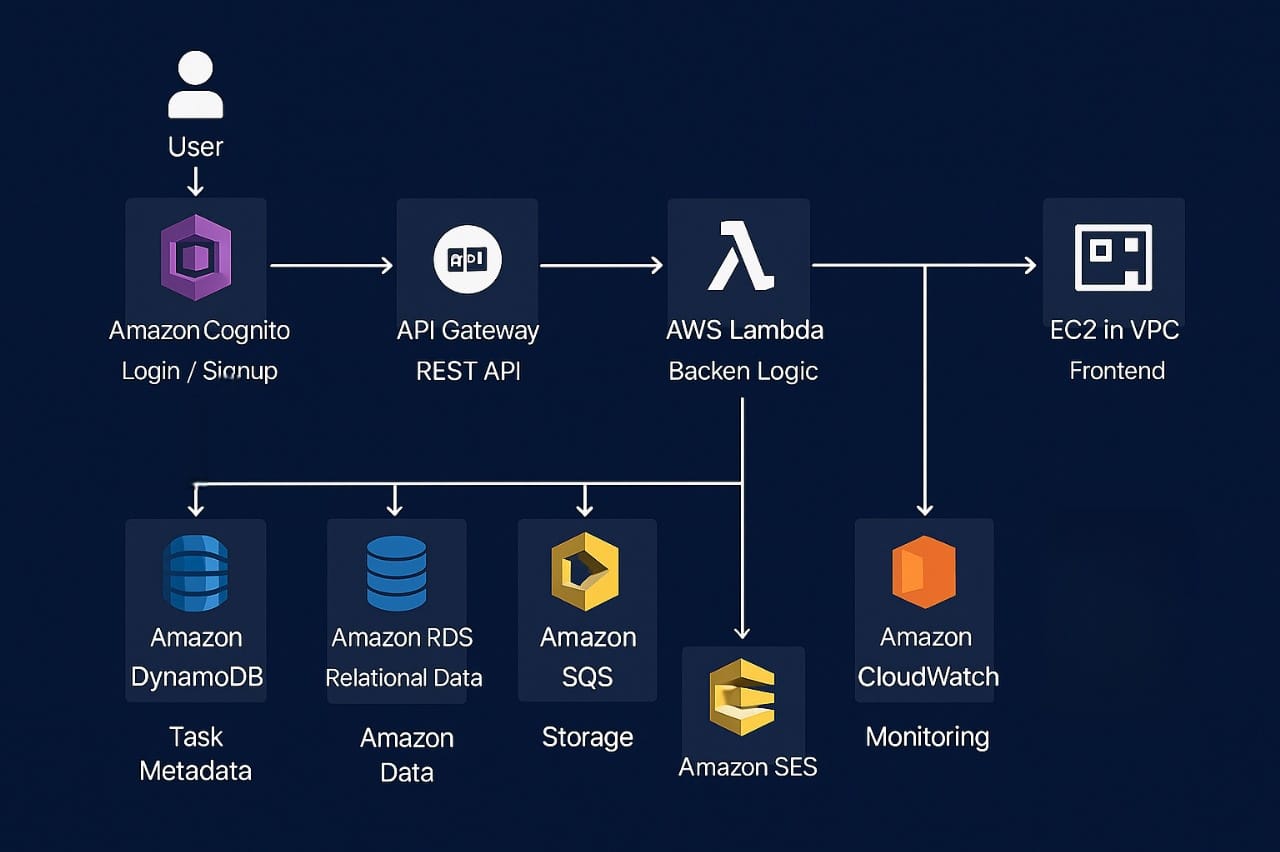 User
Amazon Cognito
Login / Signup
API
API Gateway
REST API
AWS Lambda
Backen Logic
EC2 in VPC
Frontend
Amazon
DynamoDB
Task
Metadata
Amazon RDS
Relational Data
Amazon
Data
Amazon
SQS
Storage
Amazon SES
Amazon
CloudWatch
Monitoring